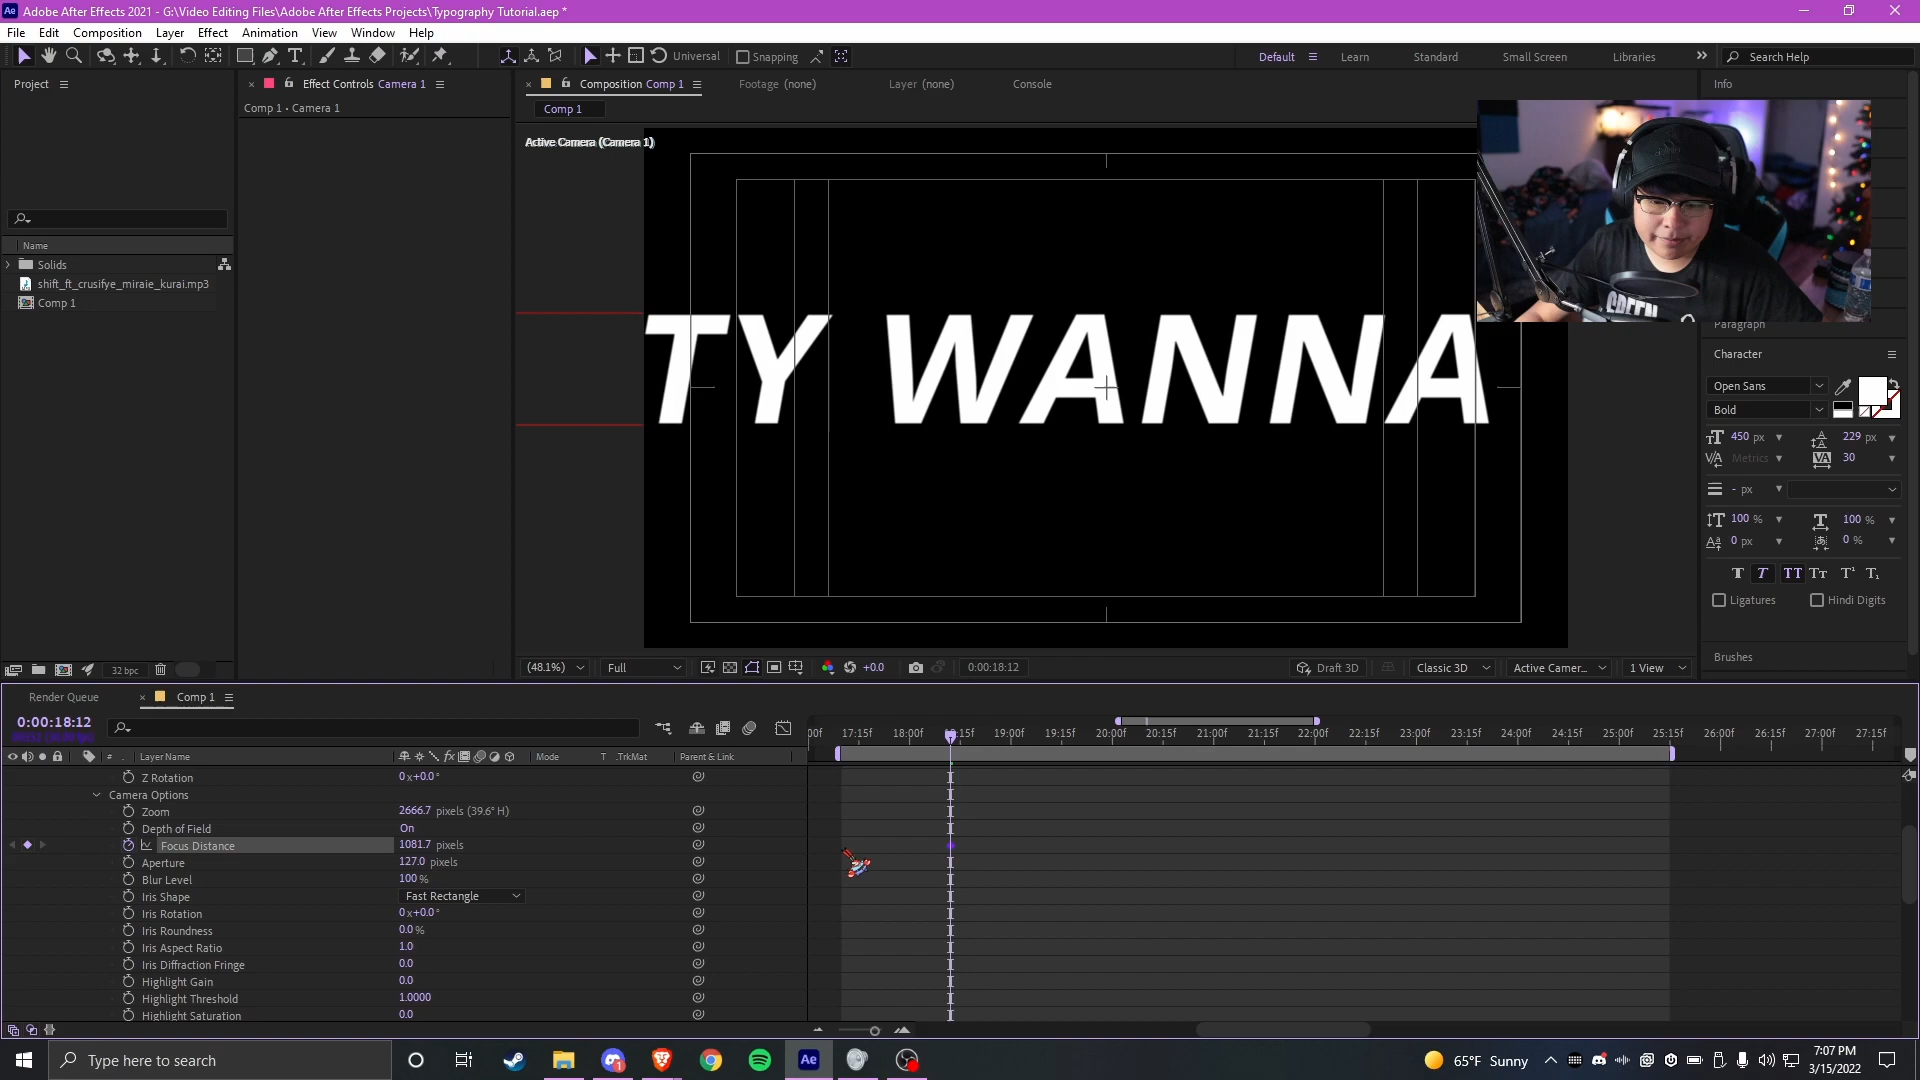 Adobe After Effects 2021 - G:\Video Editing Files\Adobe After Effects Projects\Typography Tutorial.aep *
File Edit Composition Layer Effect Animation View Window Help
Universal Snapping Default Learn Standard Small Screen Libraries Search Help
Project Effect Controls Camera 1 Composition Comp 1 Footage (none) Layer (none) Console Info
Comp 1 • Camera 1 Comp 1
Active Camera (Camera 1)
Name
Solids
shift_ft_crusifye_miraie_kurai.mp3
Comp 1
TY WANNA
Paragraph
Character
Open Sans
Bold
450 px 229 px
Metrics 30
- px
100 % 100 %
0 px 0 %
Ligatures Hindi Digits
Brushes
32 bpc (48.1%) Full +0.0 0:00:18:12 Draft 3D Classic 3D Active Camer... 1 View
Render Queue Comp 1
0:00:18:12
00f 17:15f 18:00f 15f 19:00f 19:15f 20:00f 20:15f 21:00f 21:15f 22:00f 22:15f 23:00f 23:15f 24:00f 24:15f 25:00f 25:15f 26:00f 26:15f 27:00f 27:15f
# Layer Name Mode T .TrkMat Parent & Link
Z Rotation 0x+0.0°
Camera Options
Zoom 2666.7 pixels (39.6° H)
Depth of Field On
Focus Distance 1081.7 pixels
Aperture 127.0 pixels
Blur Level 100 %
Iris Shape Fast Rectangle
Iris Rotation 0x+0.0°
Iris Roundness 0.0 %
Iris Aspect Ratio 1.0
Iris Diffraction Fringe 0.0
Highlight Gain 0.0
Highlight Threshold 1.0000
Highlight Saturation 0.0
Type here to search
65°F Sunny
7:07 PM
3/15/2022